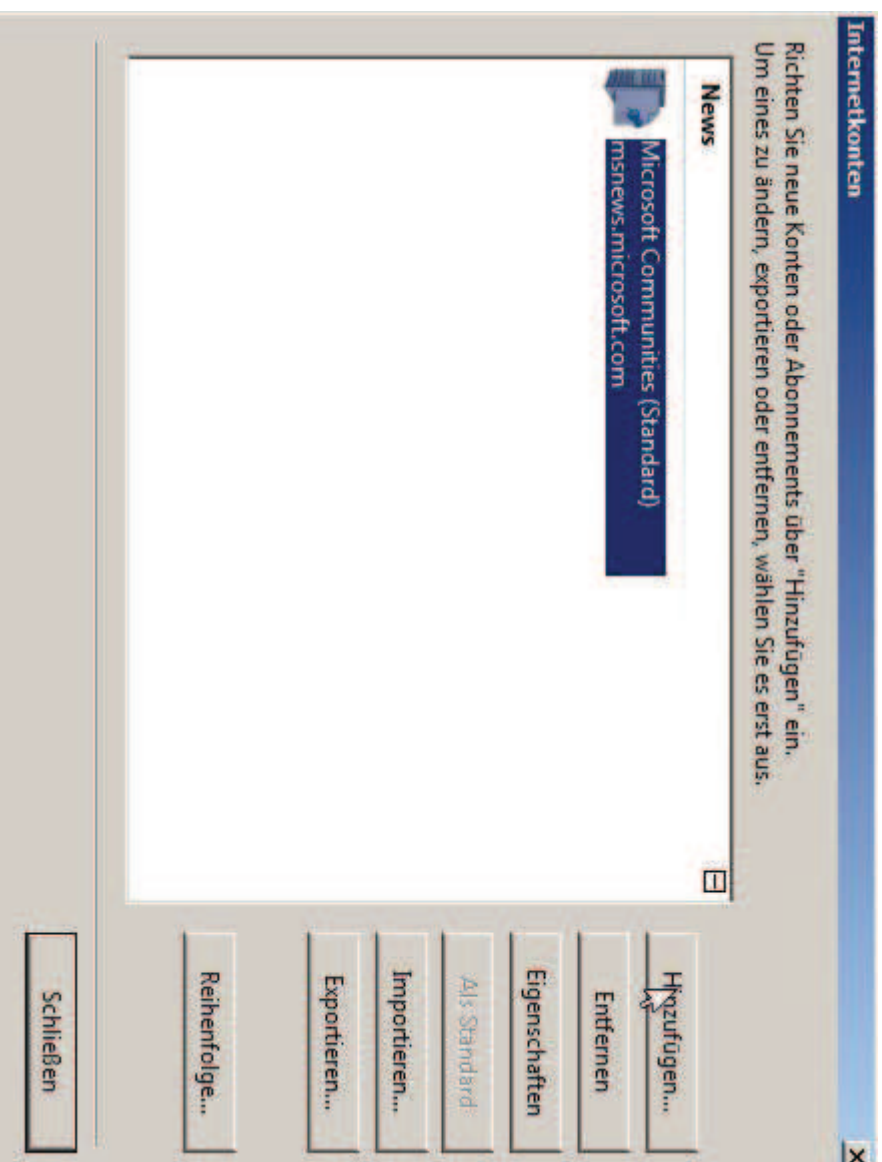 Internetkonten
Richten Sie neue Konten oder Abonnements über "Hinzufügen" ein.
Um eines zu ändern, exportieren oder entfernen, wählen Sie es erst aus.
News
Microsoft Communities (Standard)
msnews.microsoft.com
Hinzufügen...
Entfernen
Eigenschaften
Als Standard
Importieren...
Exportieren...
Reihenfolge...
Schließen